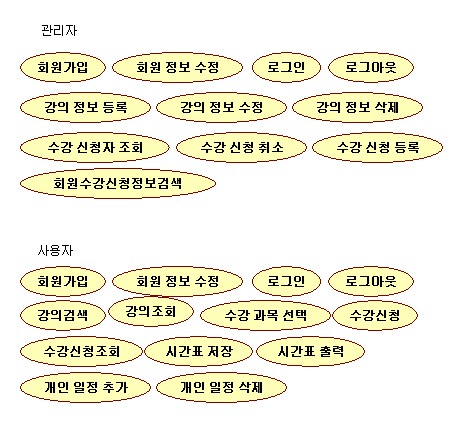 관리자
회원가입 회원 정보 수정 로그인 로그아웃
강의 정보 등록 강의 정보 수정 강의 정보 삭제
수강 신청자 조회 수강 신청 취소 수강 신청 등록
회원수강신청정보검색
사용자
회원가입 회원 정보 수정 로그인 로그아웃
강의검색 강의조회 수강 과목 선택 수강신청
수강신청조회 시간표 저장 시간표 출력
개인 일정 추가 개인 일정 삭제